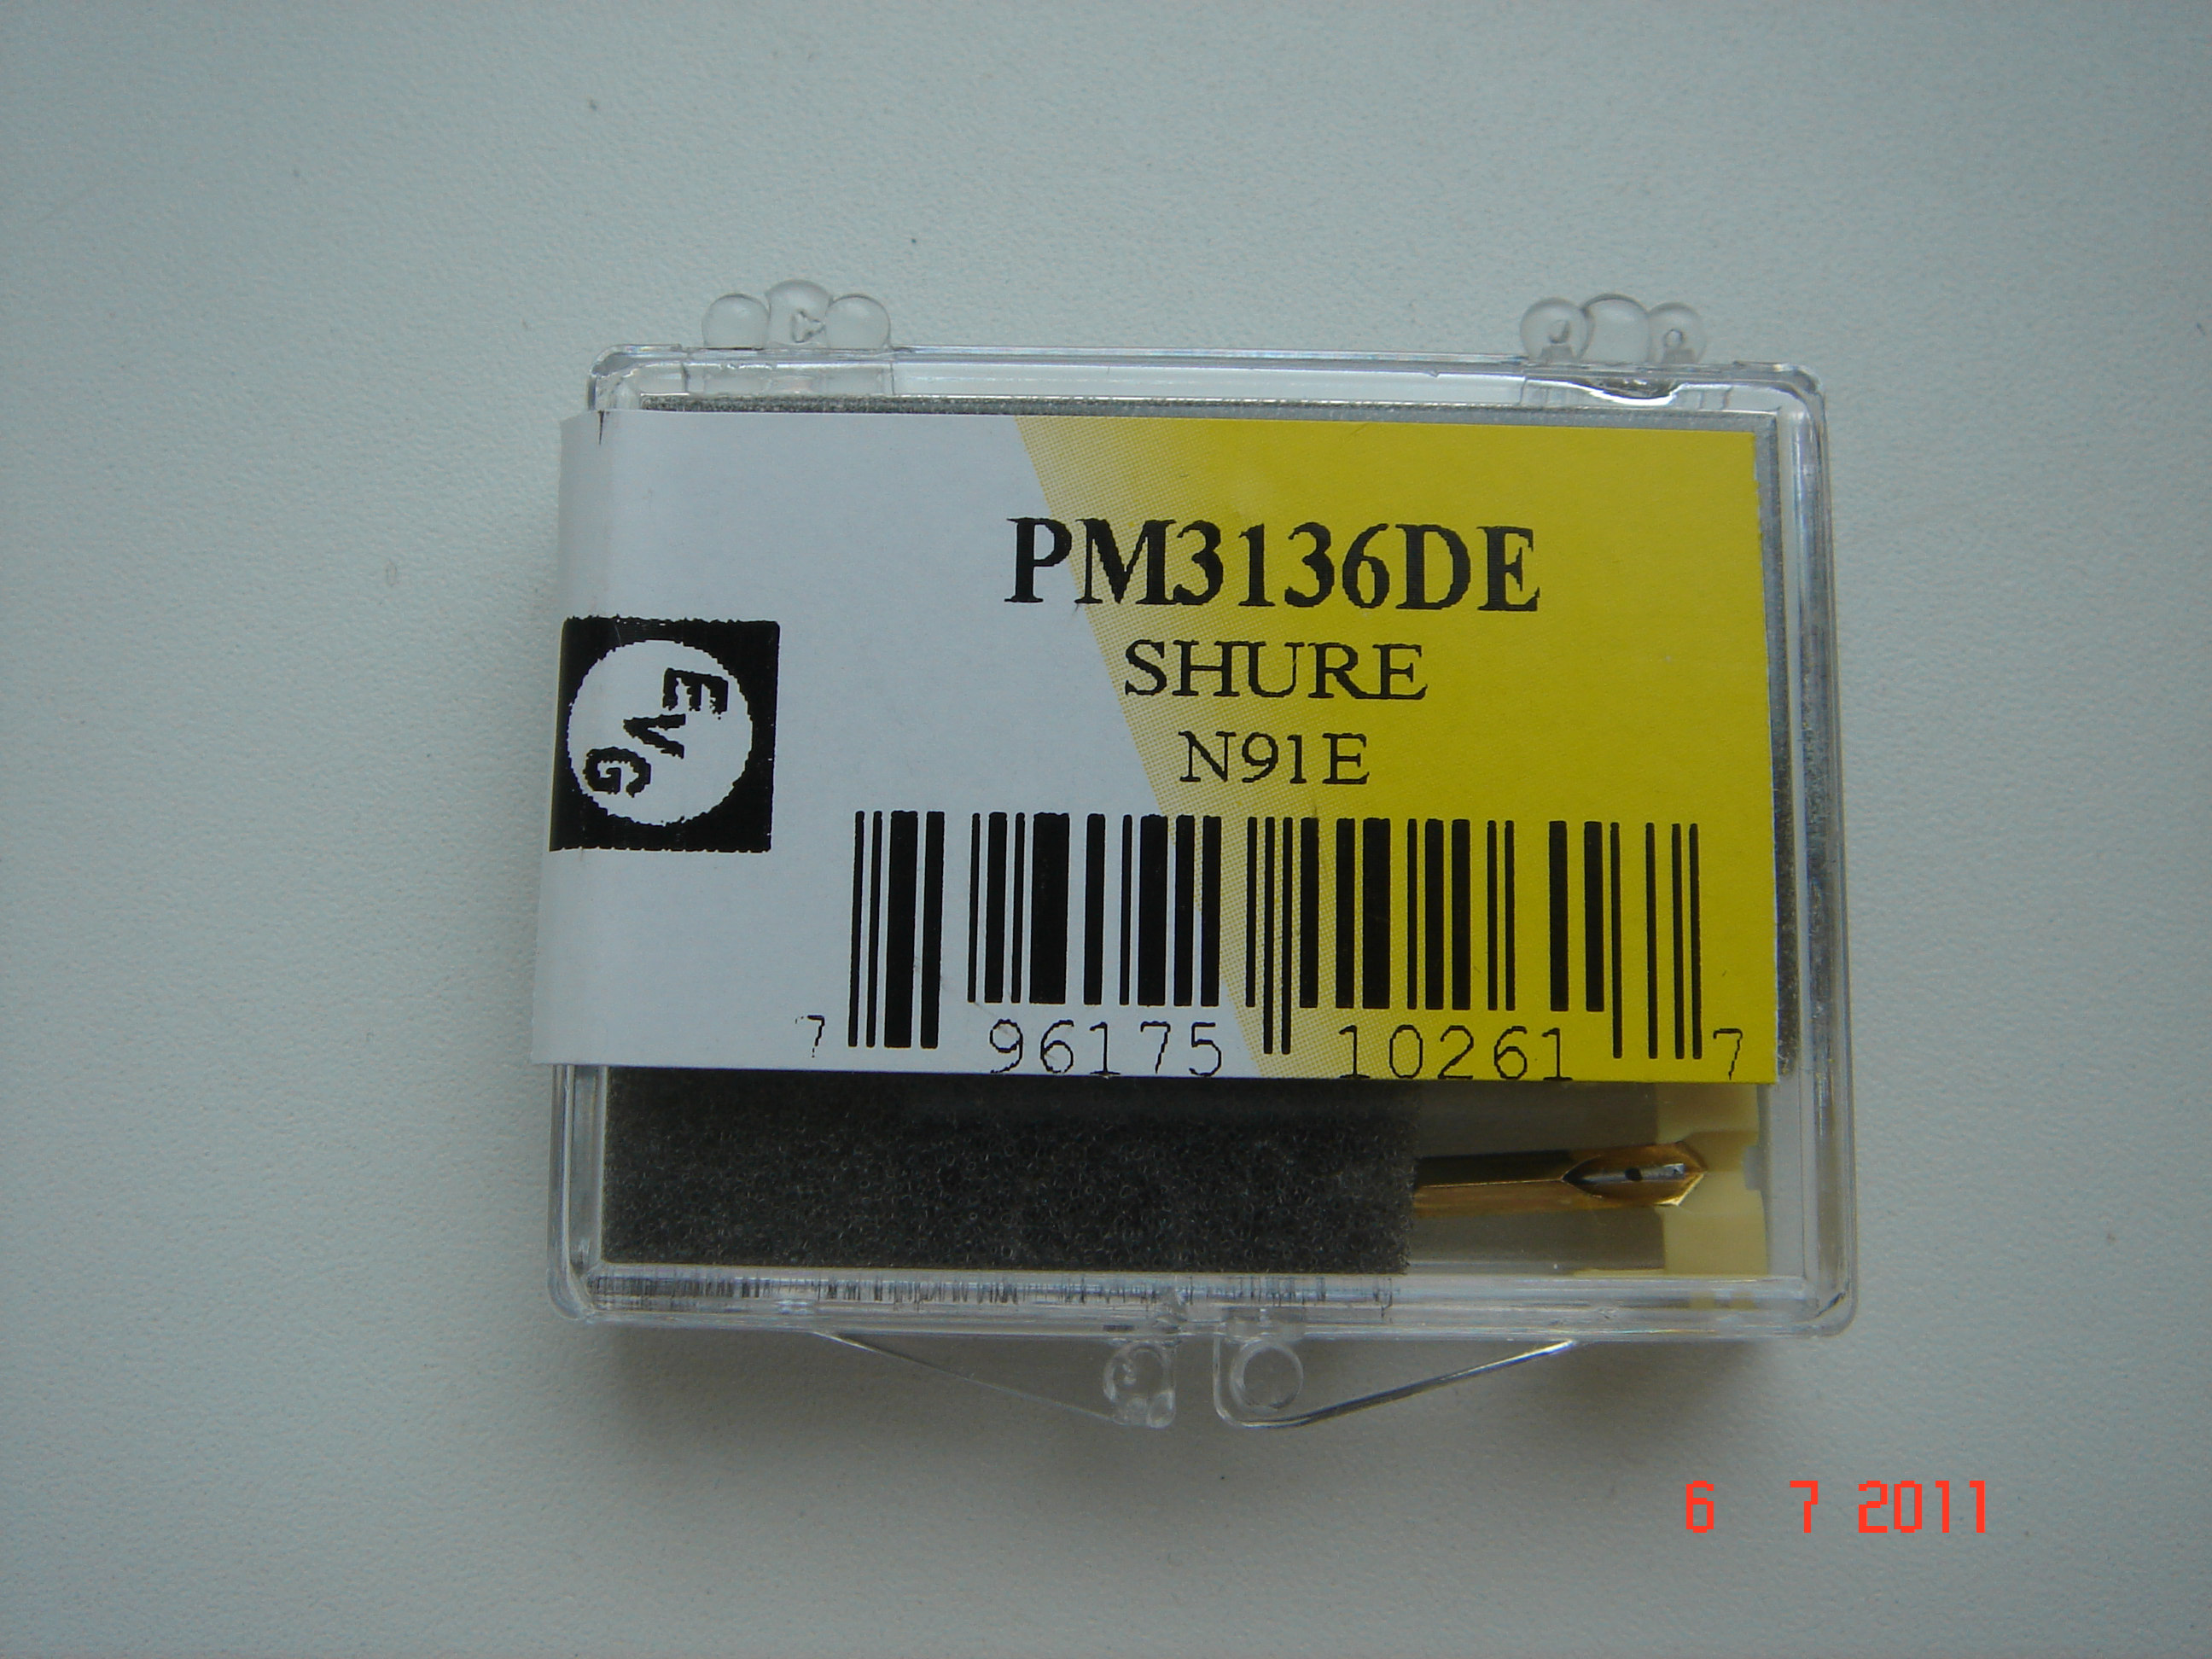 PM3136DE
SHURE
N91E
EVG
7 96175 10261 7
6 7 2011